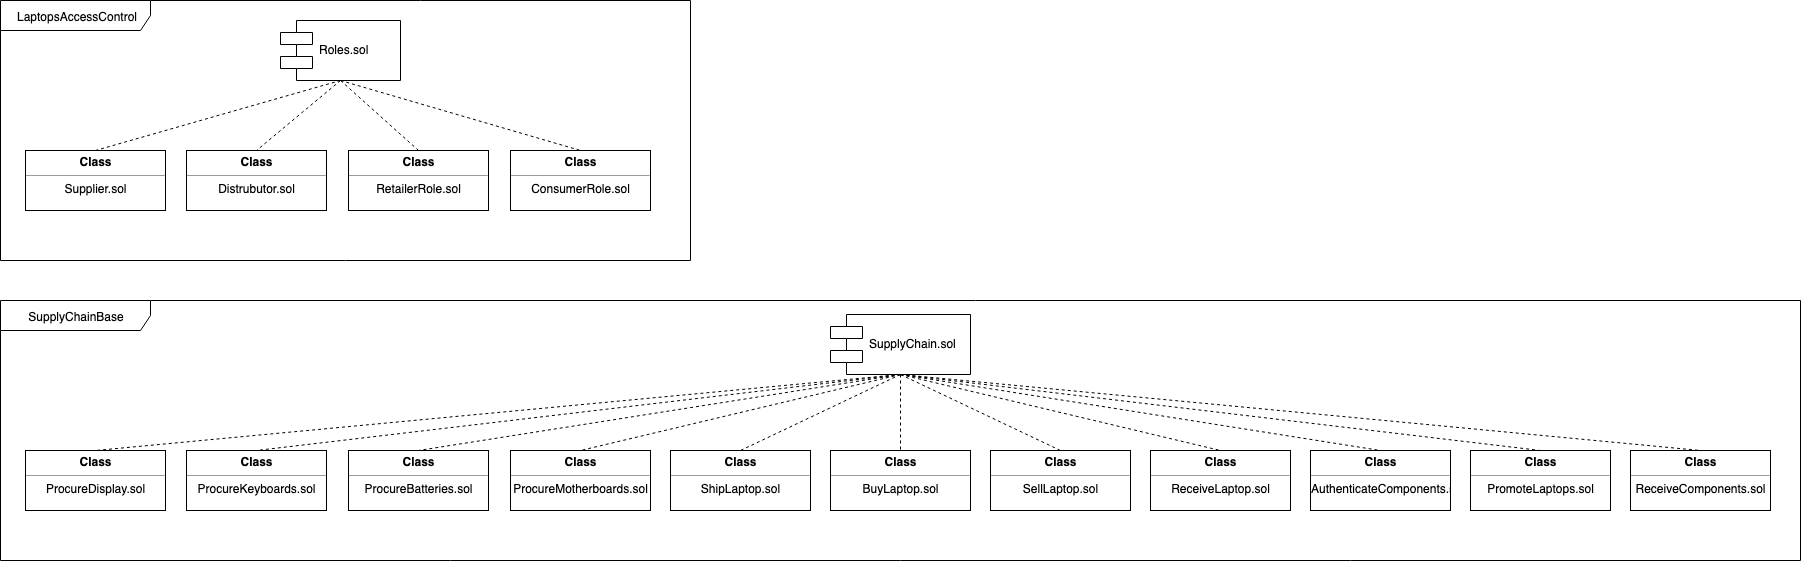 LaptopsAccessControl
Roles.sol
Class Class Class Class
Supplier.sol Distrubutor.sol RetailerRole.sol ConsumerRole.sol
SupplyChainBase
SupplyChain.sol
Class Class Class Class Class Class Class Class Class Class Class
ProcureDisplay.sol ProcureKeyboards.sol ProcureBatteries.sol ProcureMotherboards.sol ShipLaptop.sol BuyLaptop.sol SellLaptop.sol ReceiveLaptop.sol AuthenticateComponents. PromoteLaptops.sol ReceiveComponents.sol